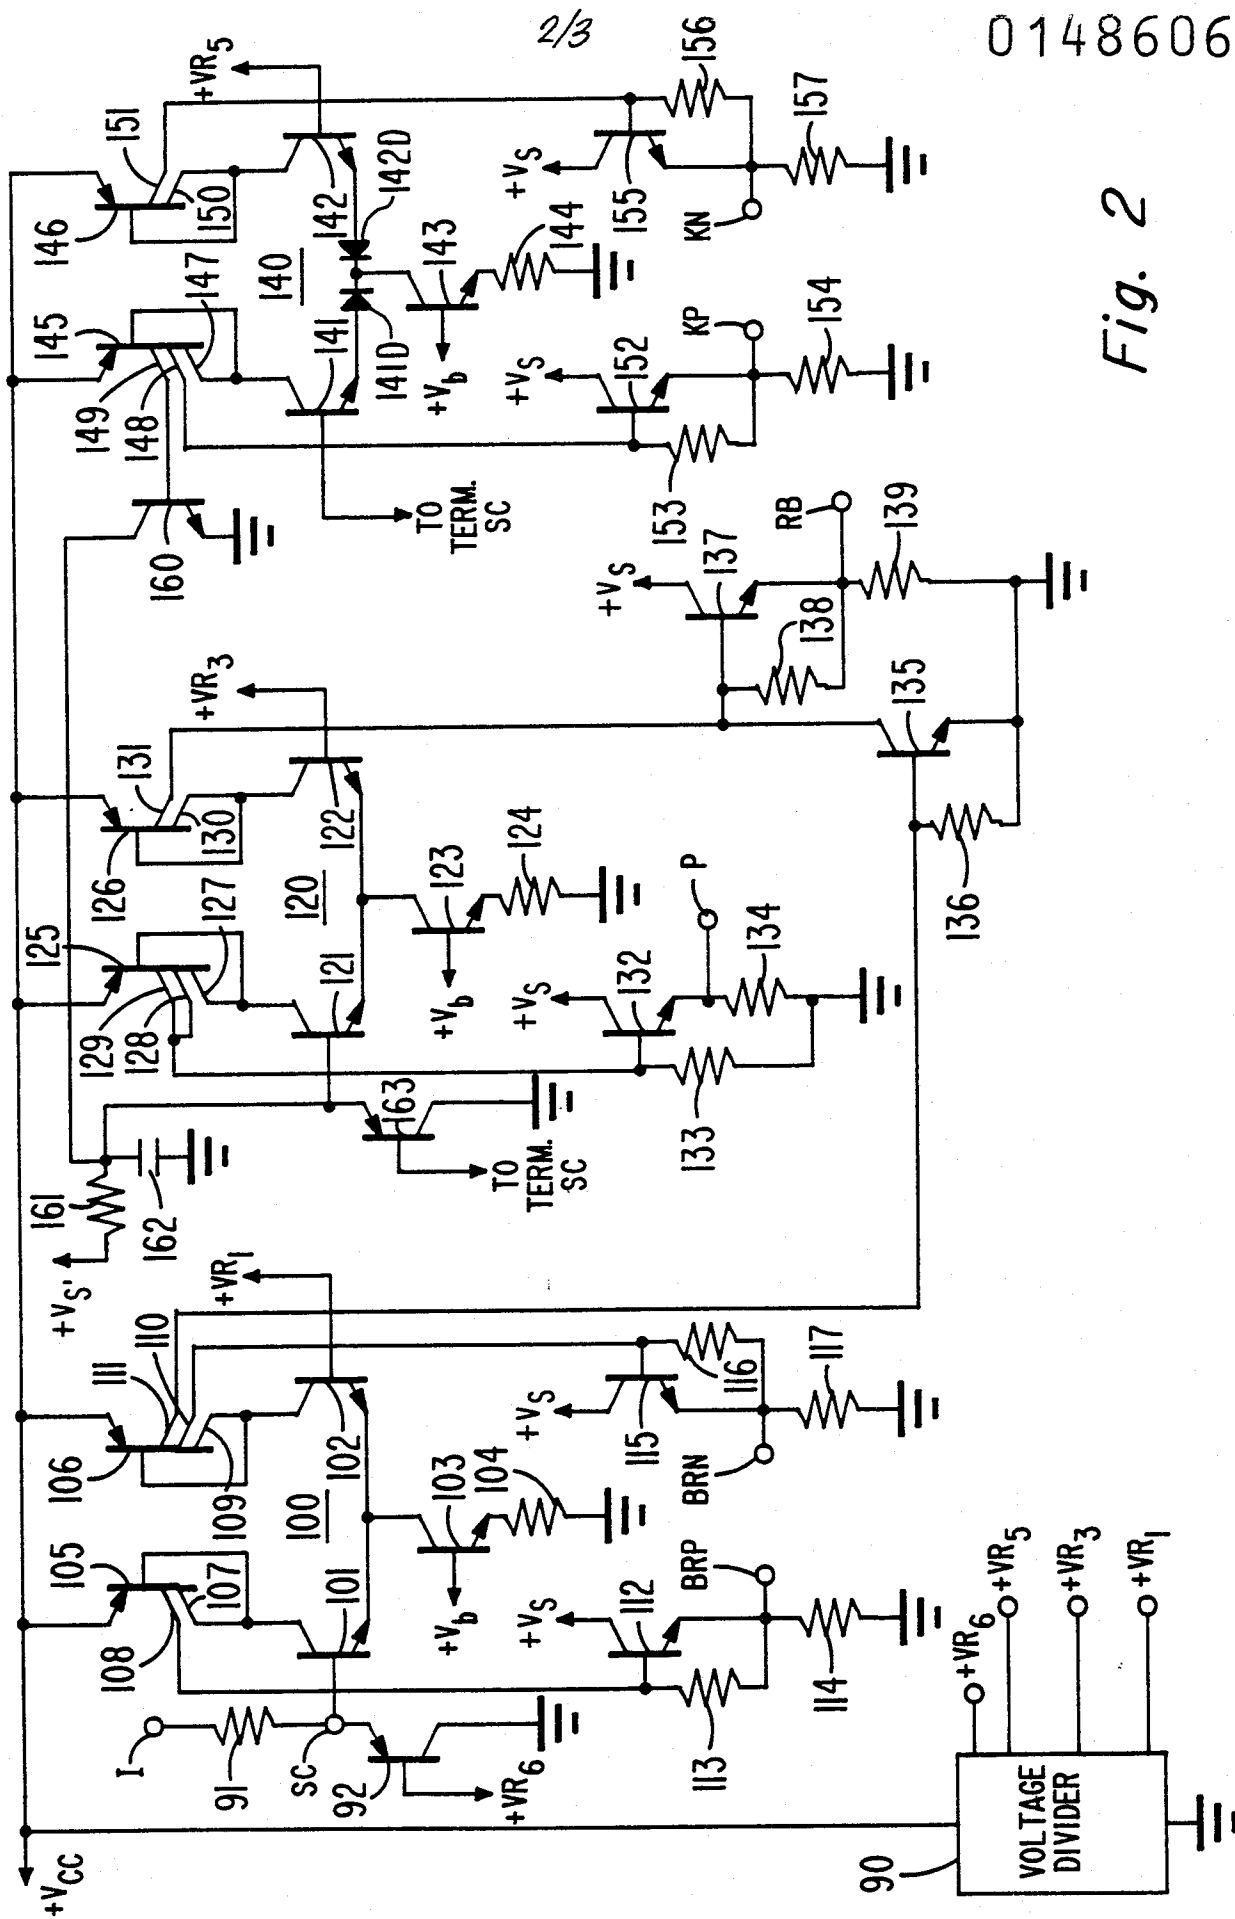 2/3
0148606
+VCC
+VS'
161
162
160
105
106
107
108
109
110
111
100
101
102
+VR1
103
104
+Vb
I
91
SC
92
+VR6
112
113
114
BRP
+VS
115
116
117
BRN
+VS
125
126
127
128
129
130
131
120
121
122
+VR3
123
124
+Vb
163
TO
TERM.
SC
132
133
134
P
+VS
135
136
137
138
139
RB
+VS
145
146
147
148
149
150
151
140
141
142
141D
142D
+VR5
143
144
+Vb
TO
TERM.
SC
152
153
154
KP
+VS
155
156
157
KN
+VS
90
VOLTAGE
DIVIDER
+VR6
+VR5
+VR3
+VR1
Fig. 2